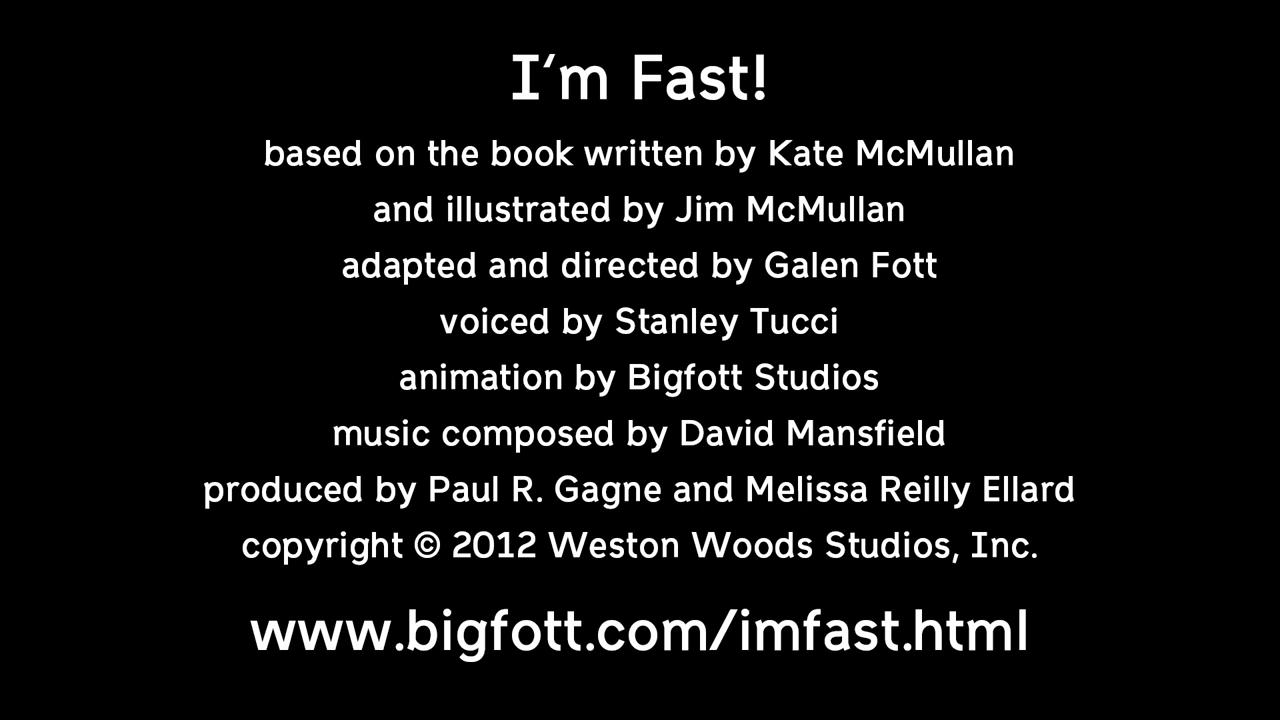 I'm Fast!
based on the book written by Kate McMullan
and illustrated by Jim McMullan
adapted and directed by Galen Fott
voiced by Stanley Tucci
animation by Bigfott Studios
music composed by David Mansfield
produced by Paul R. Gagne and Melissa Reilly Ellard
copyright © 2012 Weston Woods Studios, Inc.
www.bigfott.com/imfast.html